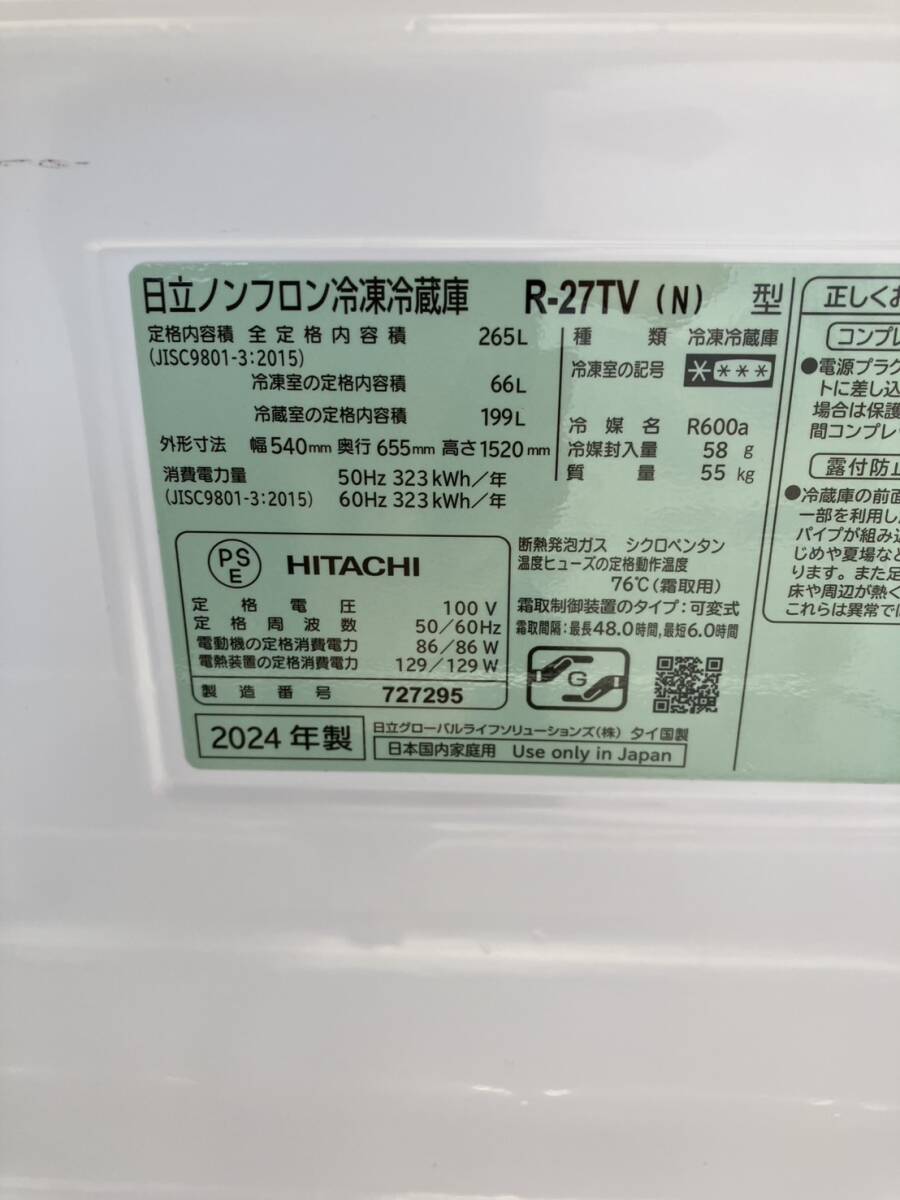 日立ノンフロン冷凍冷蔵庫 R-27TV (N) 型
定格内容積 全定格内容積 265L
(JISC9801-3:2015)
冷凍室の定格内容積 66L
冷蔵室の定格内容積 199L
外形寸法 幅540mm 奥行655mm 高さ1520mm
消費電力量 50Hz 323kWh/年
(JISC9801-3:2015) 60Hz 323kWh/年
種類 冷凍冷蔵庫
冷凍室の記号
冷媒名 R600a
冷媒封入量 58 g
質量 55 kg
PS
E
HITACHI
定格電圧 100 V
定格周波数 50/60Hz
電動機の定格消費電力 86/86W
電熱装置の定格消費電力 129/129W
製造番号 727295
断熱発泡ガス シクロペンタン
温度ヒューズの定格動作温度
76℃(霜取用)
霜取制御装置のタイプ:可変式
霜取間隔:最長48.0時間,最短6.0時間
G
2024年製
日立グローバルライフソリューションズ(株) タイ国製
日本国内家庭用 Use only in Japan
正しくお
コンプレ
●電源プラグ
トに差し込
場合は保護
間コンプレッ
露付防止
●冷蔵庫の前面
一部を利用し
パイプが組み込
じめや夏場など
ります。また足
床や周辺が熱く
これらは異常では